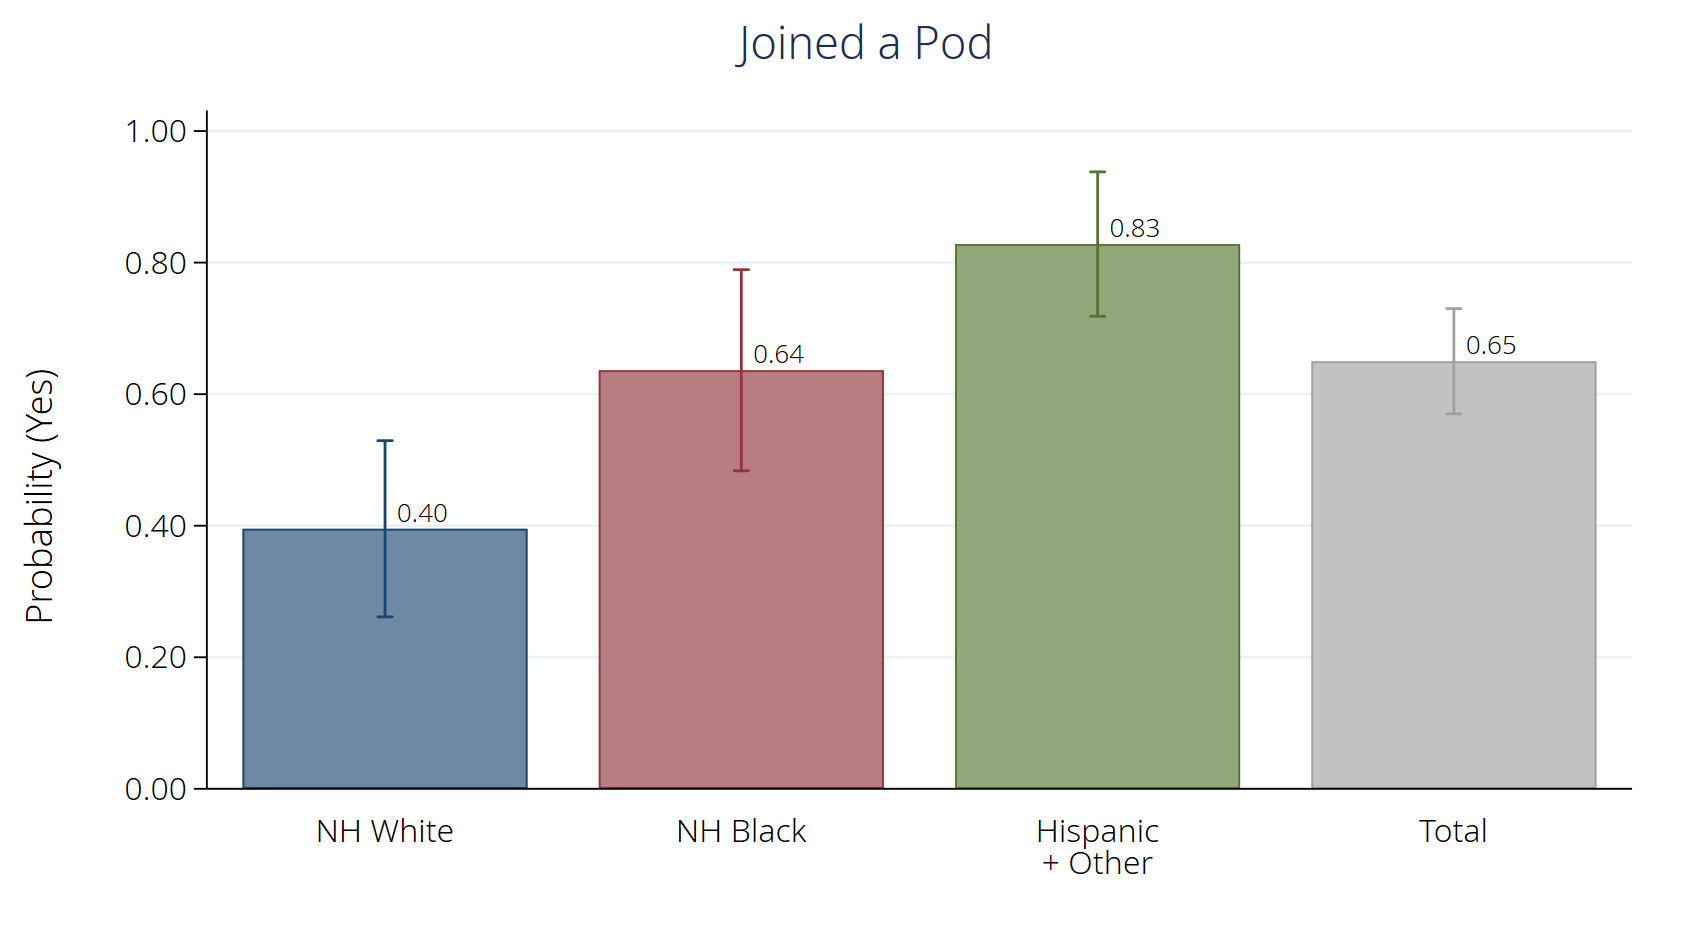 Joined a Pod
Probability (Yes)
1.00
0.80
0.60
0.40
0.20
0.00
0.40
0.64
0.83
0.65
NH White
NH Black
Hispanic
+ Other
Total